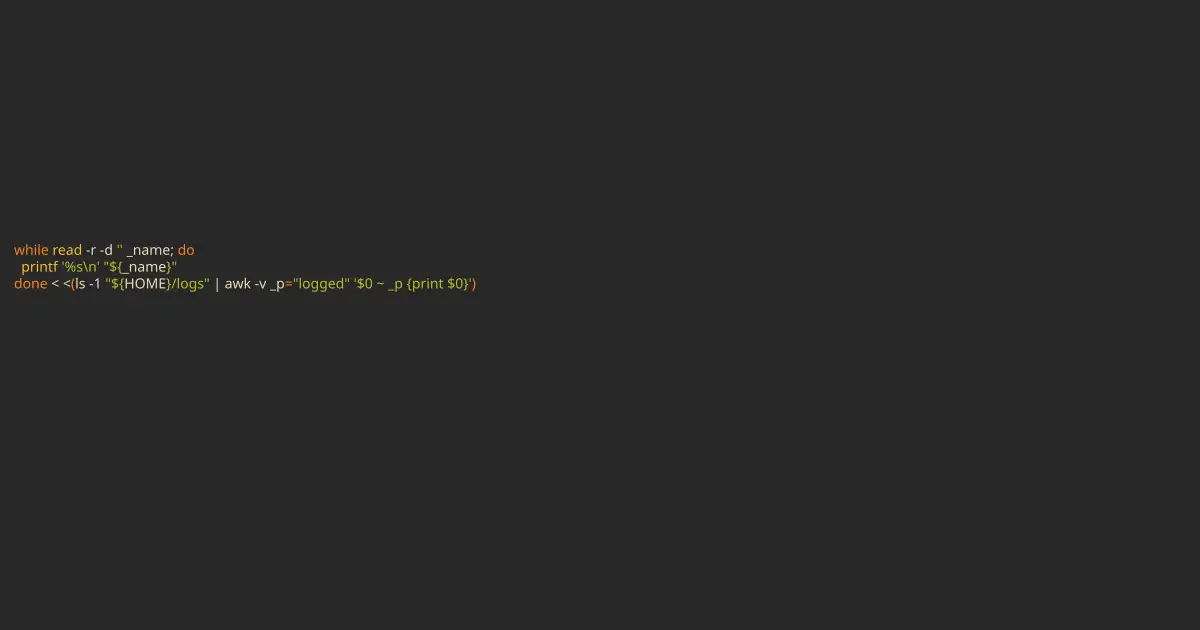 while read -r -d '' _name; do
  printf '%s\n' "${_name}"
done < <(ls -1 "${HOME}/logs" | awk -v _p="logged" '$0 ~ _p {print $0}')